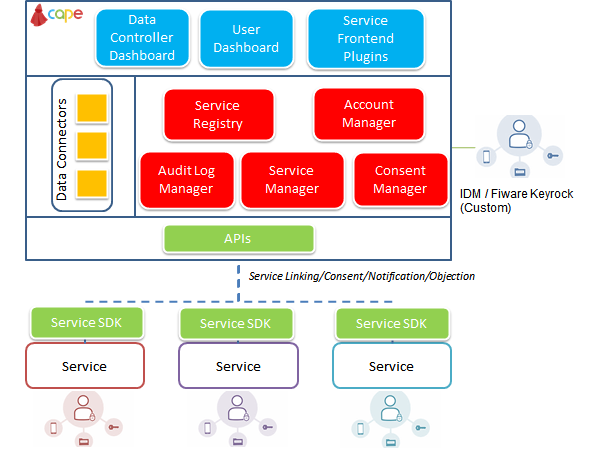 cape
Data
Controller
Dashboard
User
Dashboard
Service
Frontend
Plugins
Data Connectors
Service
Registry
Account
Manager
Audit Log
Manager
Service
Manager
Consent
Manager
IDM / Fiware Keyrock
(Custom)
APIs
Service Linking/Consent/Notification/Objection
Service SDK
Service SDK
Service SDK
Service
Service
Service